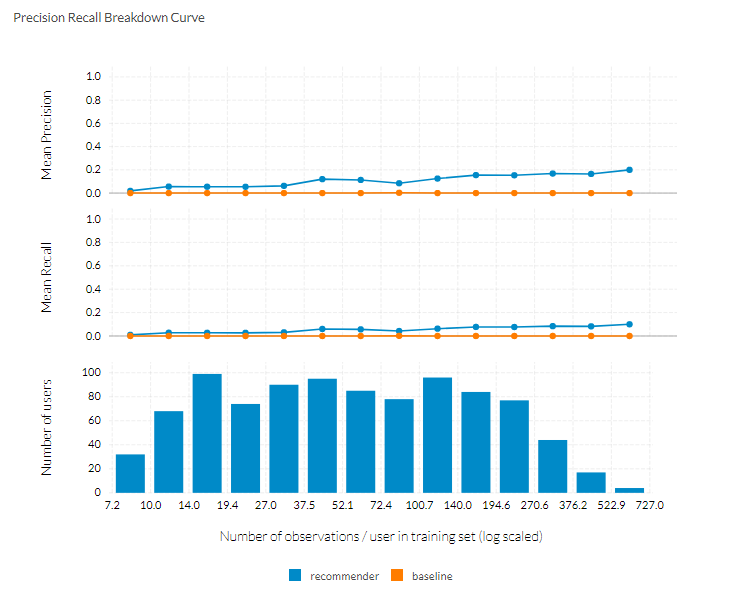 Precision Recall Breakdown Curve
Mean Precision
1.0
0.8
0.6
0.4
0.2
0.0
Mean Recall
1.0
0.8
0.6
0.4
0.2
0.0
Number of users
100
80
60
40
20
0
7.2 10.0 14.0 19.4 27.0 37.5 52.1 72.4 100.7 140.0 194.6 270.6 376.2 522.9 727.0
Number of observations / user in training set (log scaled)
recommender baseline